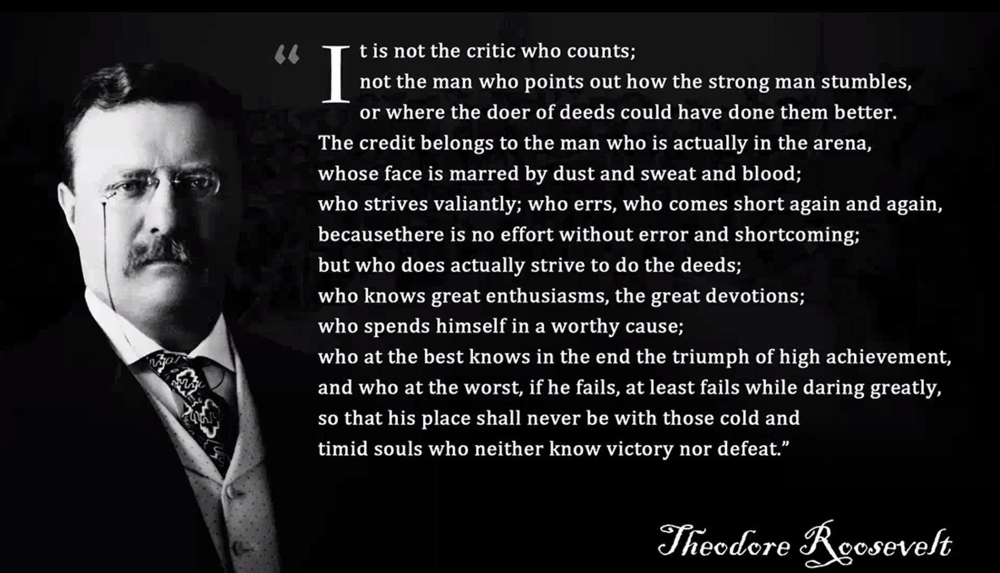 “It is not the critic who counts;
not the man who points out how the strong man stumbles,
or where the doer of deeds could have done them better.
The credit belongs to the man who is actually in the arena,
whose face is marred by dust and sweat and blood;
who strives valiantly; who errs, who comes short again and again,
becausethere is no effort without error and shortcoming;
but who does actually strive to do the deeds;
who knows great enthusiasms, the great devotions;
who spends himself in a worthy cause;
who at the best knows in the end the triumph of high achievement,
and who at the worst, if he fails, at least fails while daring greatly,
so that his place shall never be with those cold and
timid souls who neither know victory nor defeat.”
Theodore Roosevelt